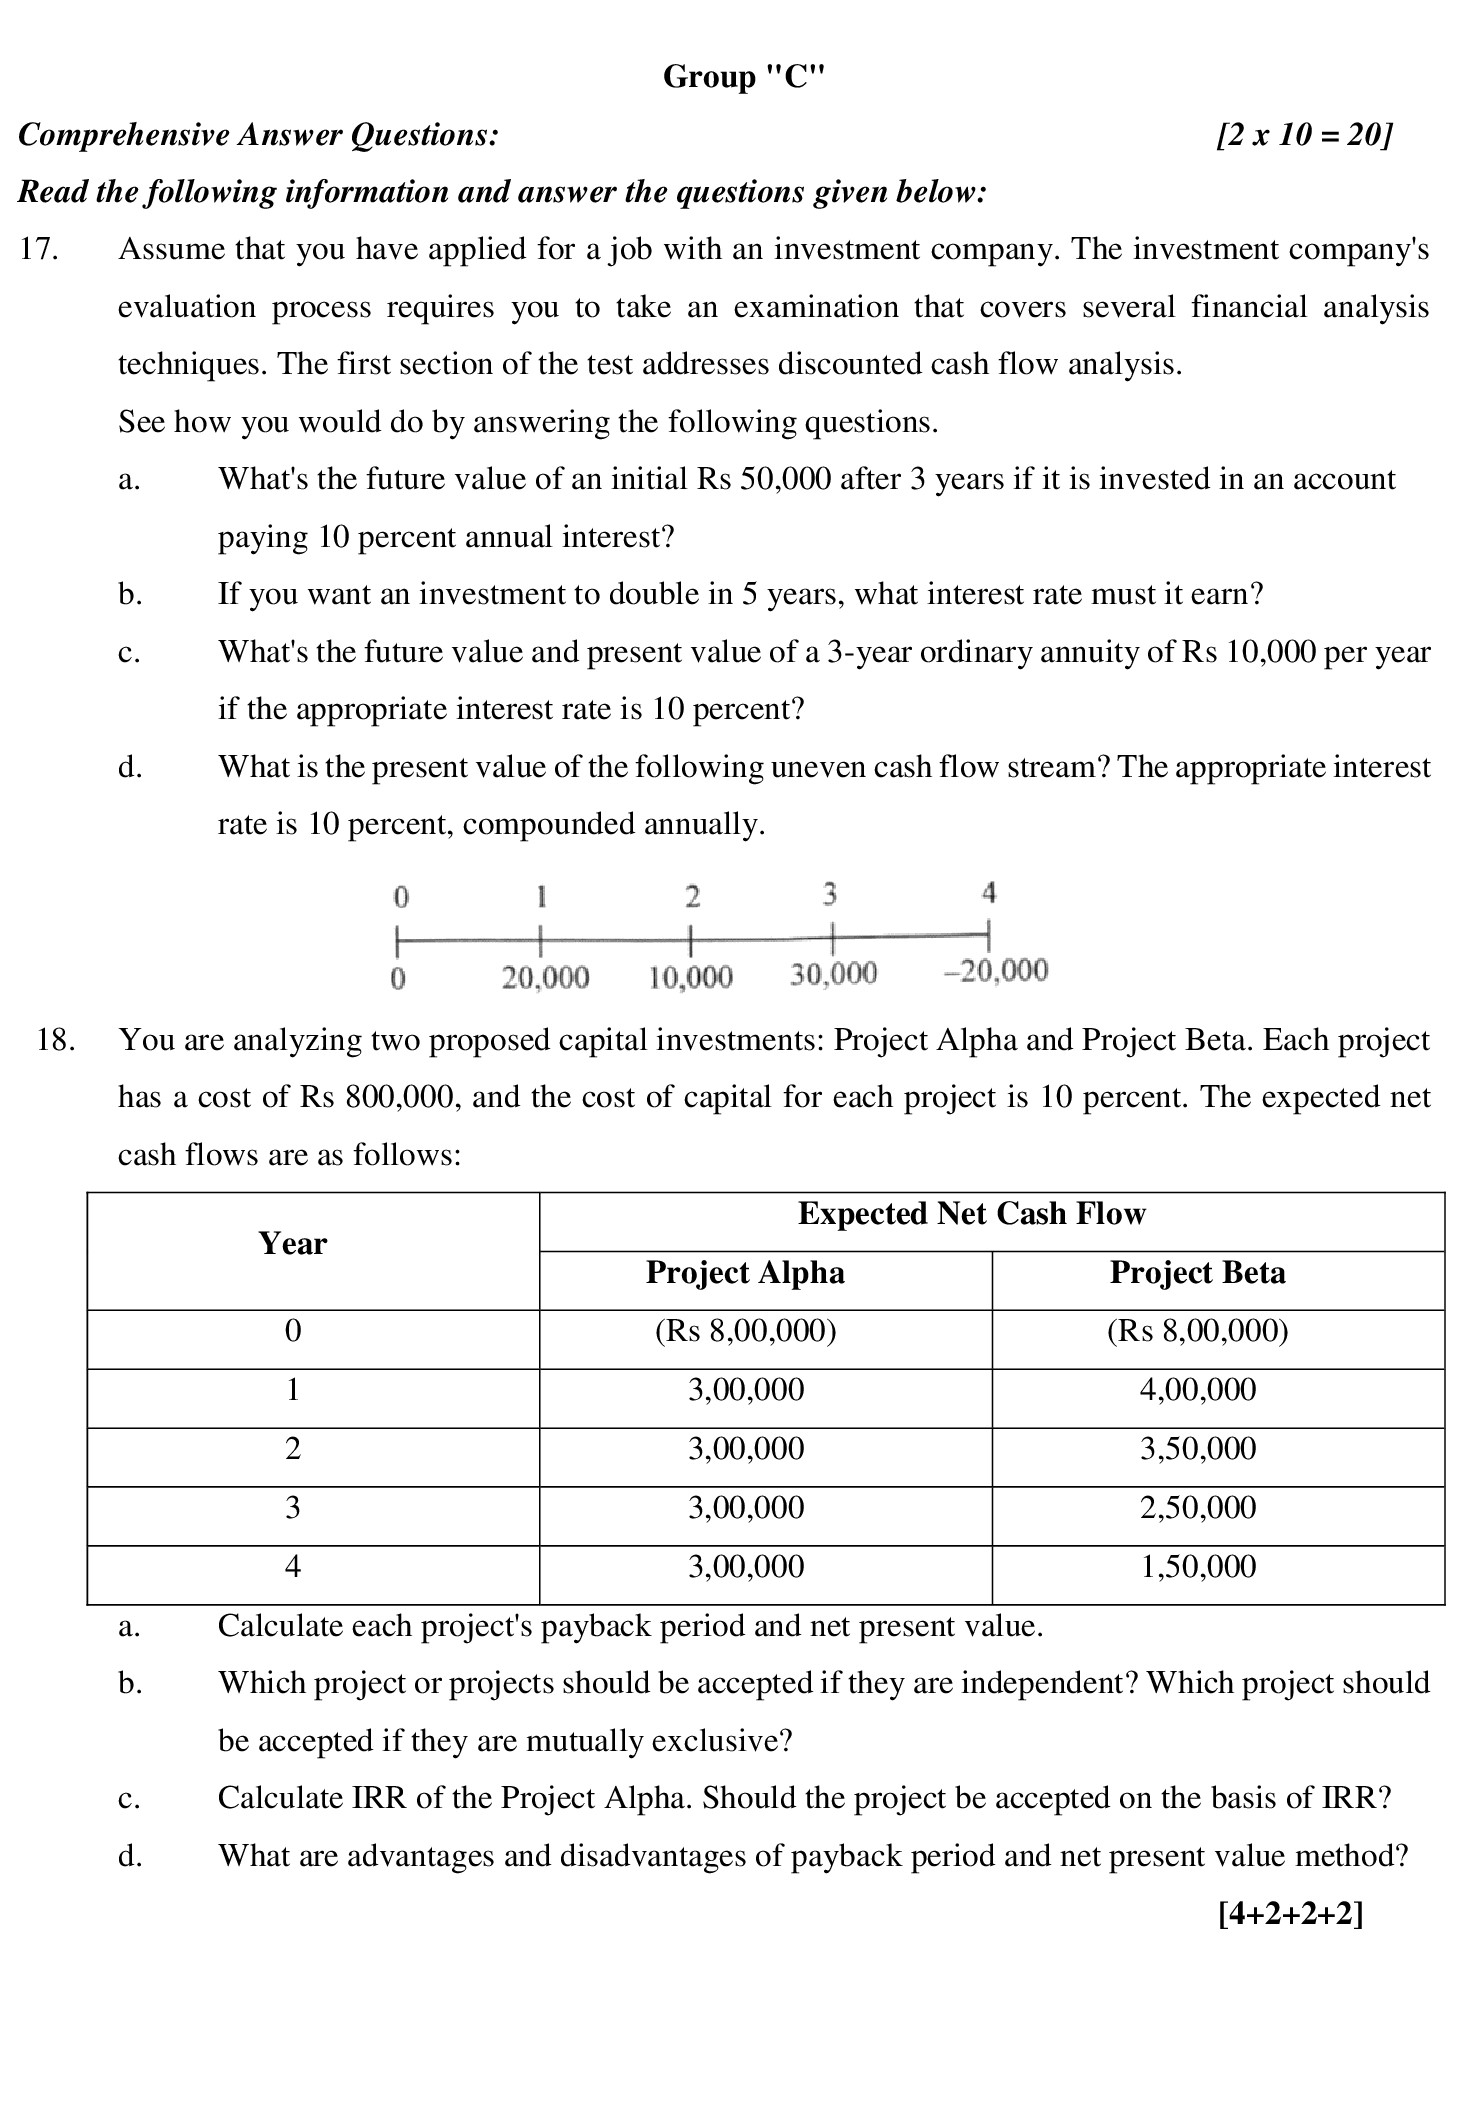 Group "C"
Comprehensive Answer Questions: [2 x 10 = 20]
Read the following information and answer the questions given below:
17. Assume that you have applied for a job with an investment company. The investment company's
evaluation process requires you to take an examination that covers several financial analysis
techniques. The first section of the test addresses discounted cash flow analysis.
See how you would do by answering the following questions.
a. What's the future value of an initial Rs 50,000 after 3 years if it is invested in an account
paying 10 percent annual interest?
b. If you want an investment to double in 5 years, what interest rate must it earn?
c. What's the future value and present value of a 3-year ordinary annuity of Rs 10,000 per year
if the appropriate interest rate is 10 percent?
d. What is the present value of the following uneven cash flow stream? The appropriate interest
rate is 10 percent, compounded annually.
0 1 2 3 4
0 20,000 10,000 30,000 –20,000
18. You are analyzing two proposed capital investments: Project Alpha and Project Beta. Each project
has a cost of Rs 800,000, and the cost of capital for each project is 10 percent. The expected net
cash flows are as follows:
Year Expected Net Cash Flow
Project Alpha Project Beta
0 (Rs 8,00,000) (Rs 8,00,000)
1 3,00,000 4,00,000
2 3,00,000 3,50,000
3 3,00,000 2,50,000
4 3,00,000 1,50,000
a. Calculate each project's payback period and net present value.
b. Which project or projects should be accepted if they are independent? Which project should
be accepted if they are mutually exclusive?
c. Calculate IRR of the Project Alpha. Should the project be accepted on the basis of IRR?
d. What are advantages and disadvantages of payback period and net present value method?
[4+2+2+2]